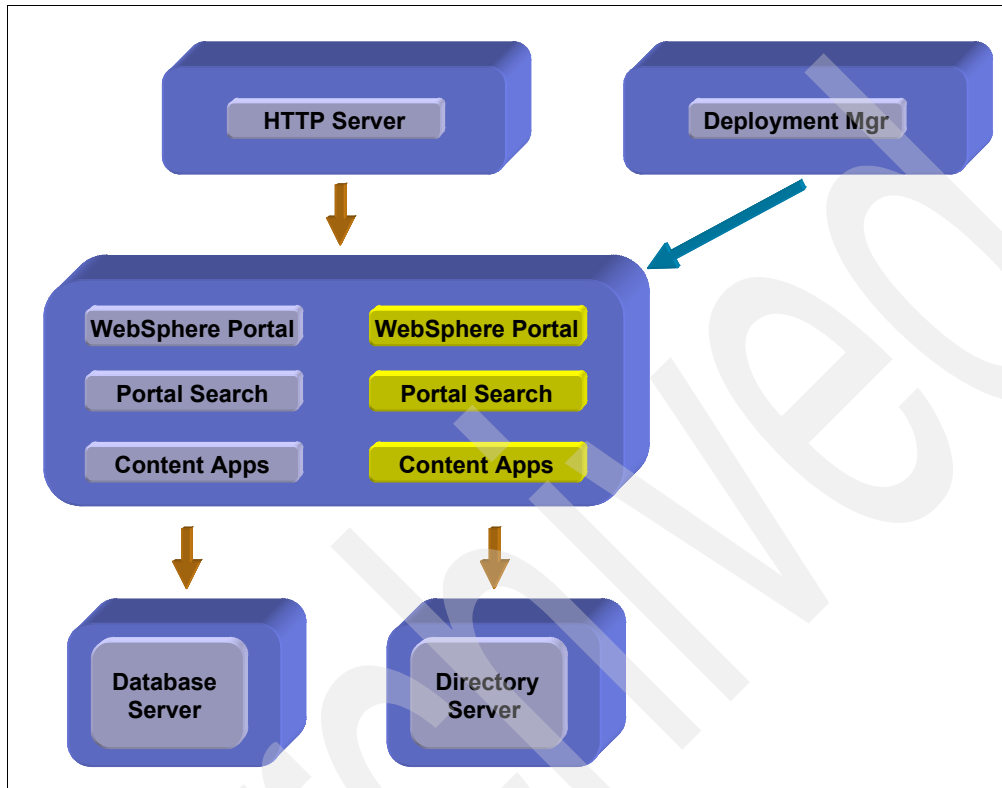 HTTP Server
Deployment Mgr
WebSphere Portal
WebSphere Portal
Portal Search
Portal Search
Content Apps
Content Apps
Database
Server
Directory
Server